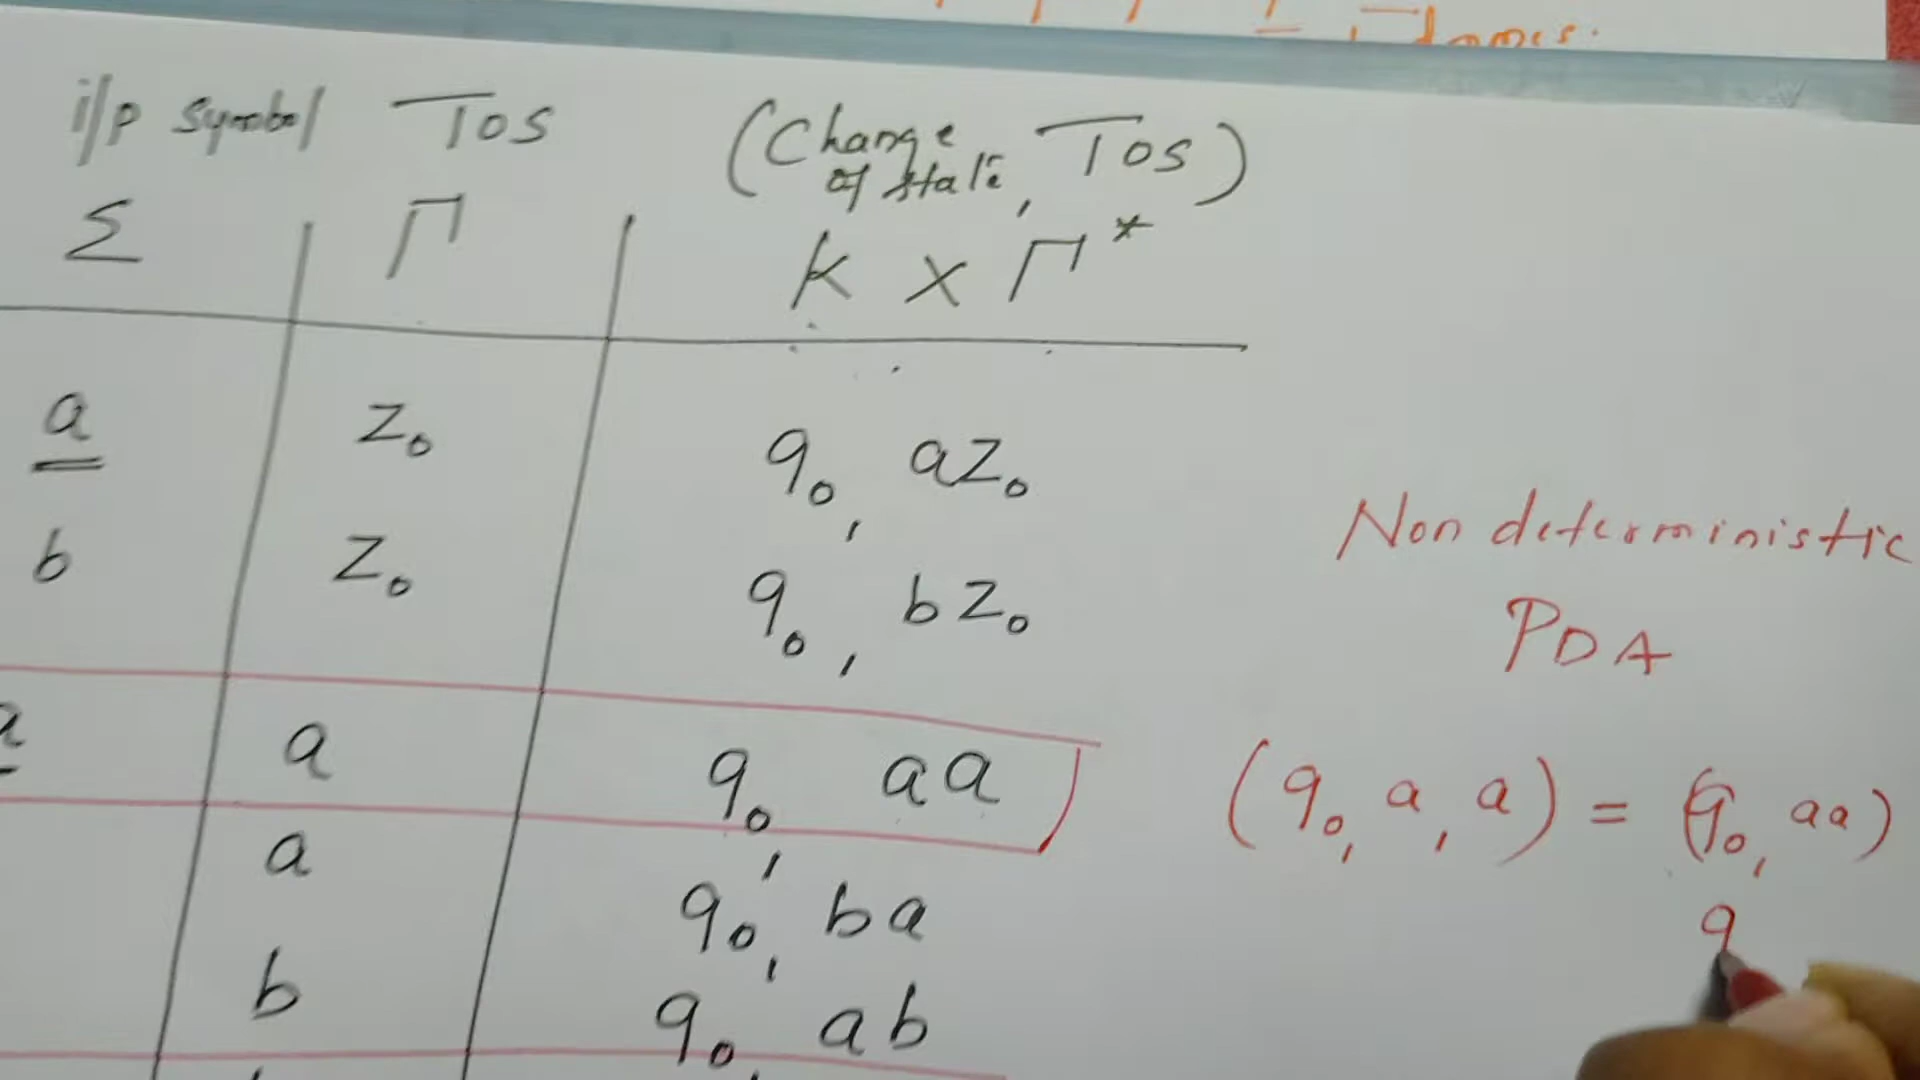 i/p symbol TOS (Change of state, TOS)
Σ Γ K × Γ*
a Z₀ q₀, aZ₀
b Z₀ q₀, bZ₀
Non deterministic
PDA
a a q₀, aa
(q₀, a, a) = (q₀, aa)
a q₀, ba
q
b q₀, ab